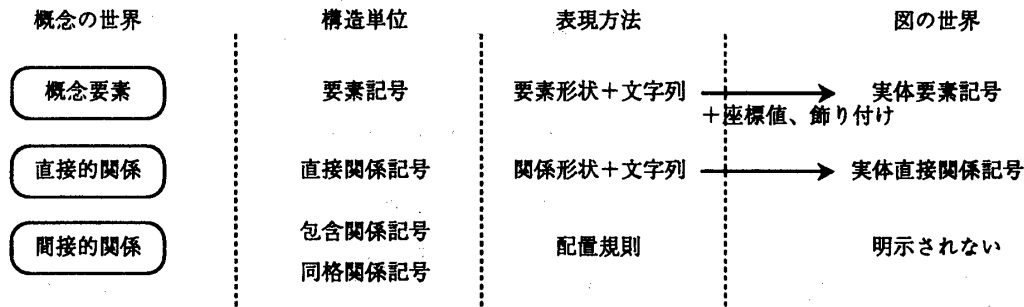 概念の世界 構造単位 表現方法 図の世界
概念要素 要素記号 要素形状+文字列 実体要素記号
+座標値、飾り付け
直接的関係 直接関係記号 関係形状+文字列 実体直接関係記号
間接的関係 包含関係記号 配置規則 明示されない
同格関係記号